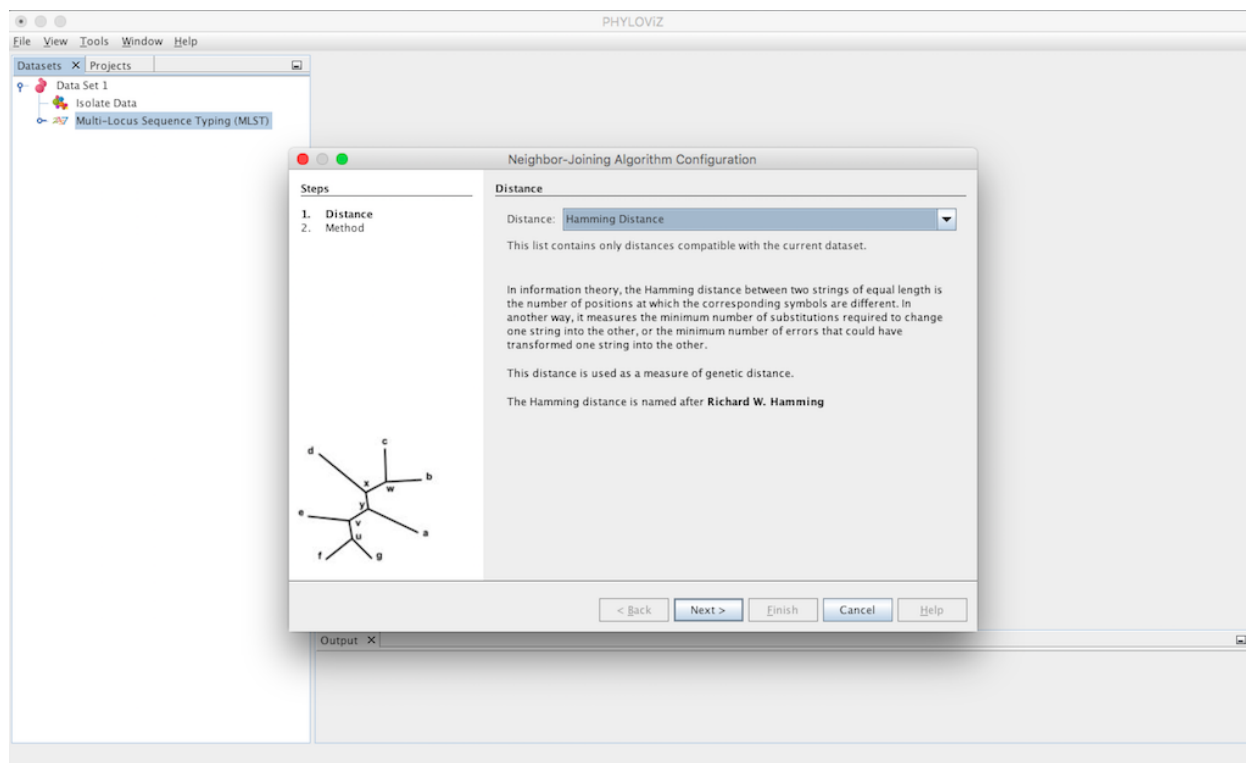 PHYLOViZ
File View Tools Window Help
Datasets X Projects
Data Set 1
Isolate Data
Multi-Locus Sequence Typing (MLST)
Neighbor-Joining Algorithm Configuration
Steps
1. Distance
2. Method
Distance
Distance: Hamming Distance
This list contains only distances compatible with the current dataset.
In information theory, the Hamming distance between two strings of equal length is
the number of positions at which the corresponding symbols are different. In
another way, it measures the minimum number of substitutions required to change
one string into the other, or the minimum number of errors that could have
transformed one string into the other.
This distance is used as a measure of genetic distance.
The Hamming distance is named after Richard W. Hamming
c
d
b
x
w
y
e
v
a
u
f
g
< Back Next > Finish Cancel Help
Output X